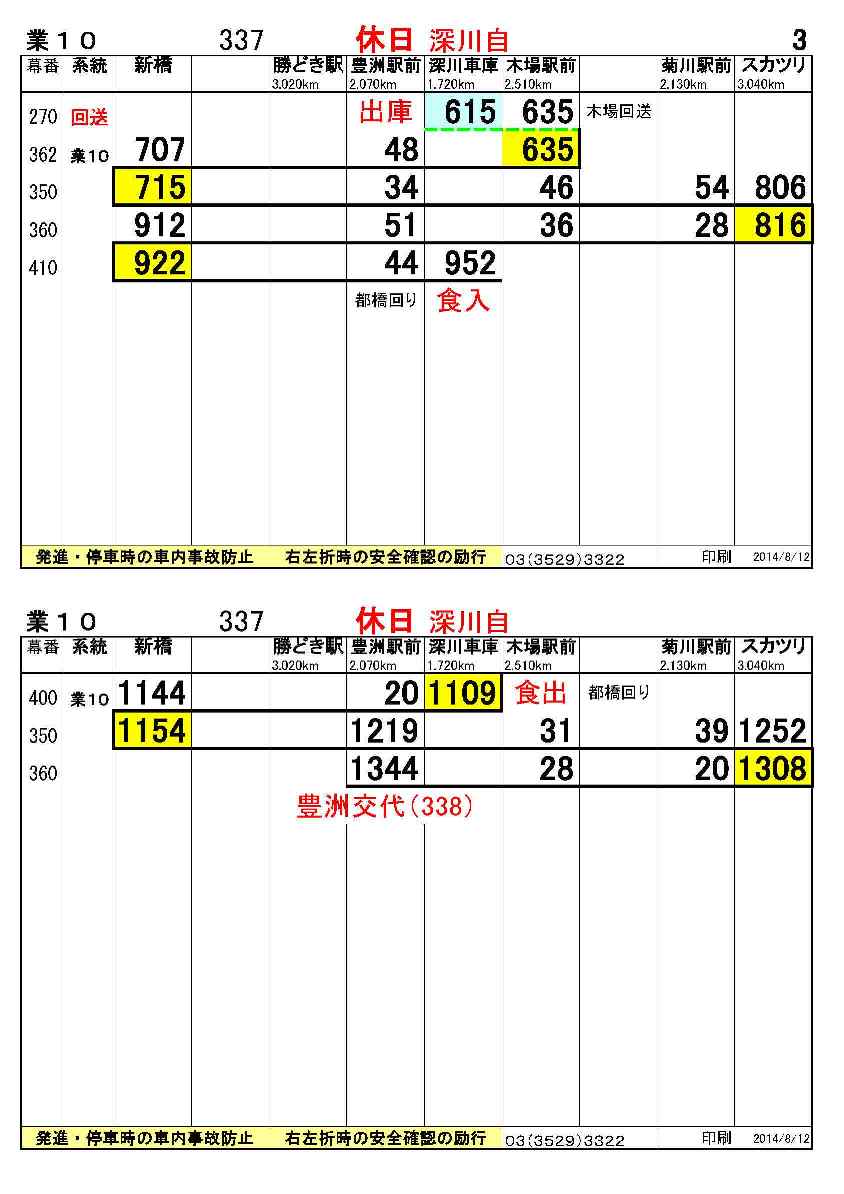 業１０ 337 休日 深川自 3
幕番 系統 新橋 勝どき駅 豊洲駅前 深川車庫 木場駅前 菊川駅前 スカツリ
3.020km 2.070km 1.720km 2.510km 2.130km 3.040km
270 回送 出庫 615 635 木場回送
362 業10 707 48 635
350 715 34 46 54 806
360 912 51 36 28 816
410 922 44 952
都橋回り 食入
発進・停車時の車内事故防止 右左折時の安全確認の励行 03(3529)3322 印刷 2014/8/12
業１０ 337 休日 深川自
幕番 系統 新橋 勝どき駅 豊洲駅前 深川車庫 木場駅前 菊川駅前 スカツリ
3.020km 2.070km 1.720km 2.510km 2.130km 3.040km
400 業10 1144 20 1109 食出 都橋回り
350 1154 1219 31 39 1252
360 1344 28 20 1308
豊洲交代(338)
発進・停車時の車内事故防止 右左折時の安全確認の励行 03(3529)3322 印刷 2014/8/12